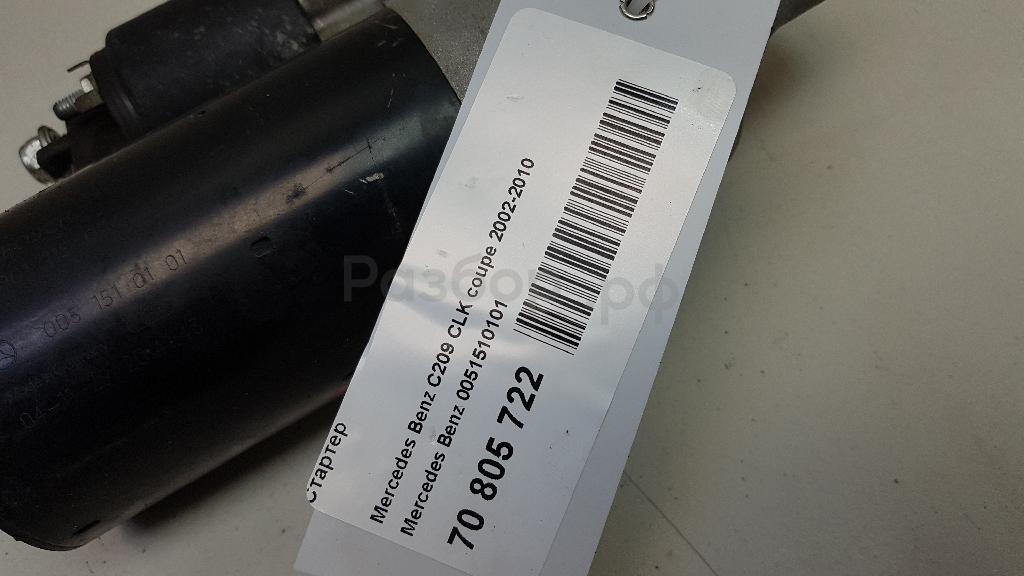 Стартер
Mercedes Benz C209 CLK coupe 2002-2010
Mercedes Benz 0051510101
70 805 722
005 151 01 01